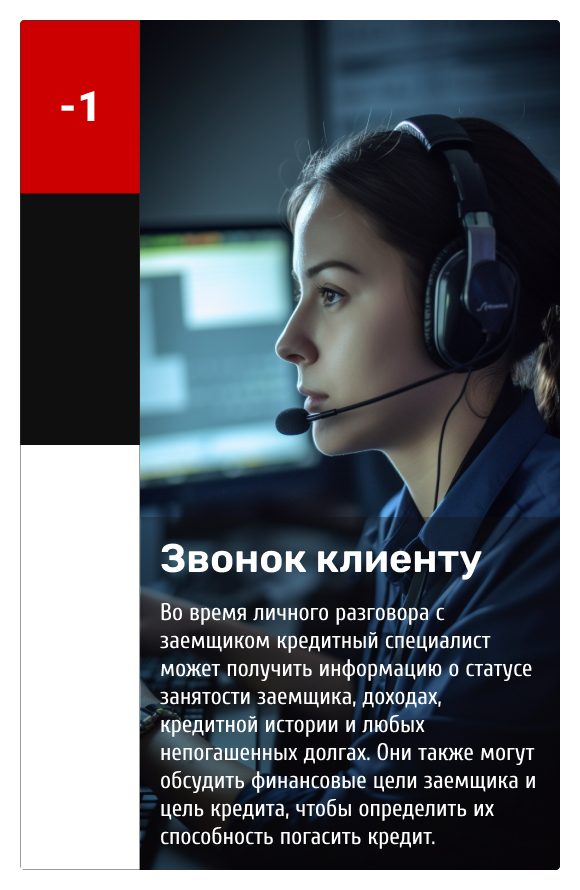 -1
Звонок клиенту
Во время личного разговора с
заемщиком кредитный специалист
может получить информацию о статусе
занятости заемщика, доходах,
кредитной истории и любых
непогашенных долгах. Они также могут
обсудить финансовые цели заемщика и
цель кредита, чтобы определить их
способность погасить кредит.